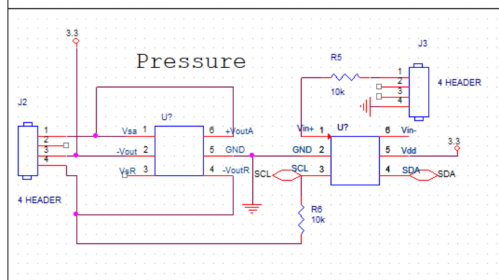 3.3
Pressure
J3
R5
1
2
3
4
4 HEADER
10k
J2
1
2
3
4
4 HEADER
U?
Vsa 1
6 +VoutA
-Vout 2
5 GND
VsR 3
4 -VoutR
Vin+ 1
U?
6 Vin-
GND 2
5 Vdd
3.3
SCL
SCL 3
4 SDA
SDA
R6
10k